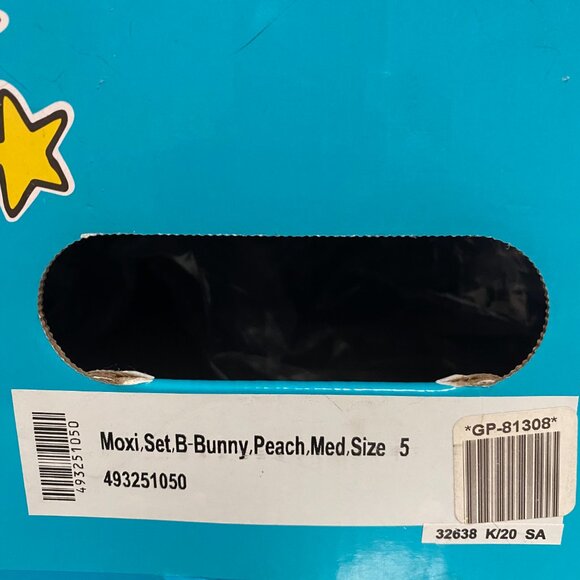 493251050
Moxi,Set,B-Bunny,Peach,Med,Size 5
493251050
*GP-81308*
32638 K/20 SA